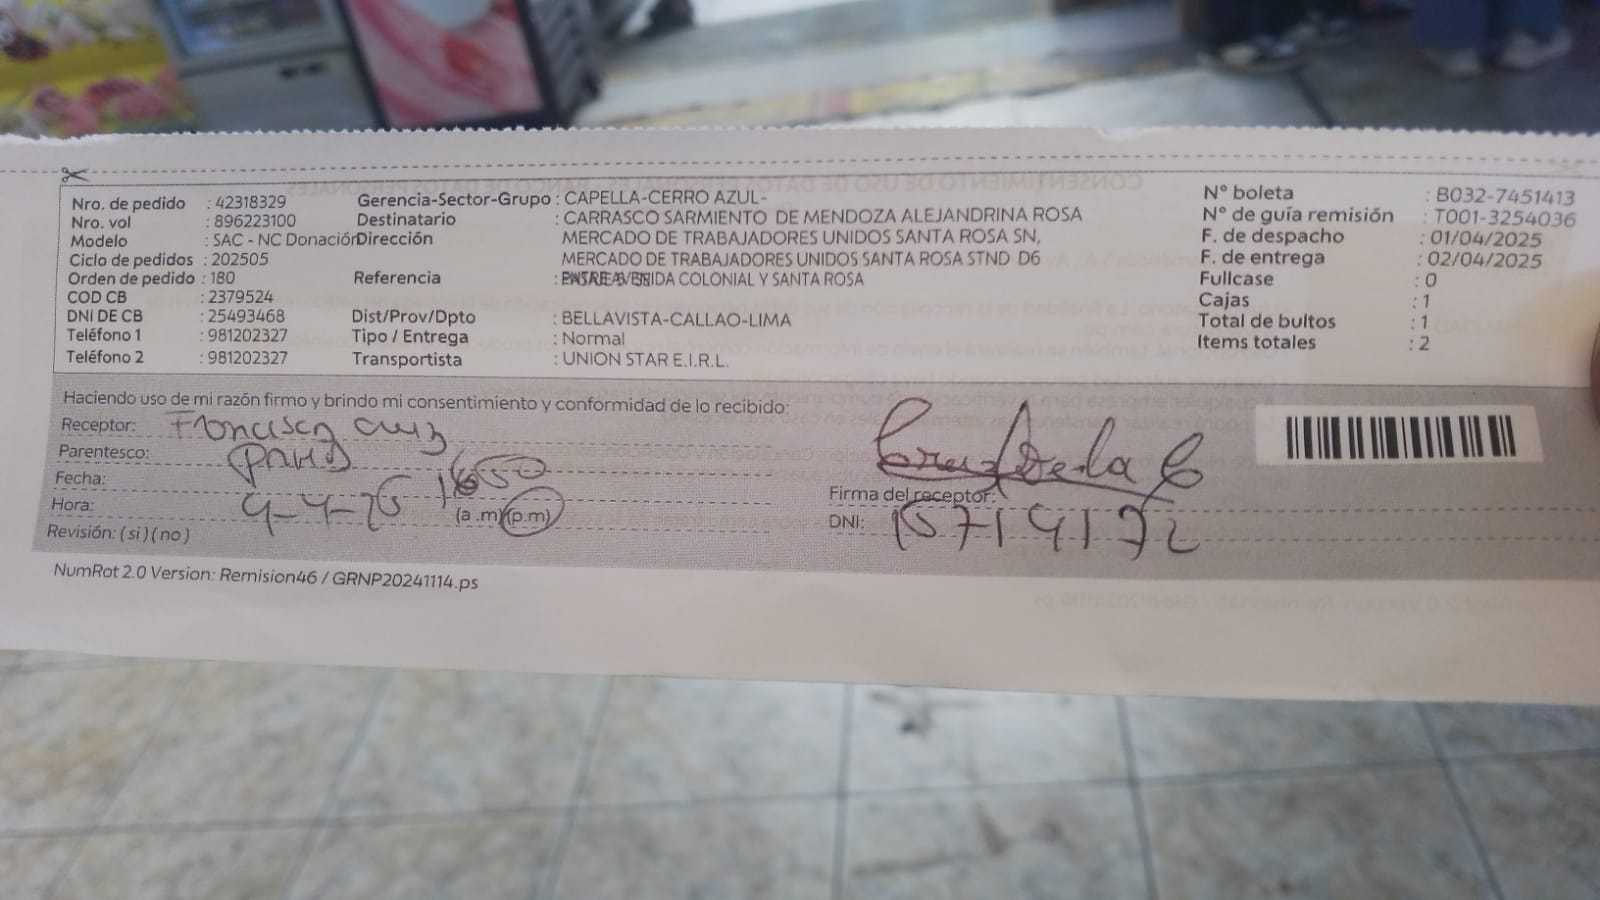 Nro. de pedido : 42318329 Gerencia-Sector-Grupo : CAPELLA-CERRO AZUL- N° boleta : B032-7451413
Nro. vol : 896223100 Destinatario : CARRASCO SARMIENTO DE MENDOZA ALEJANDRINA ROSA N° de guía remisión : T001-3254036
Modelo : SAC - NC Donación Dirección MERCADO DE TRABAJADORES UNIDOS SANTA ROSA SN, F. de despacho : 01/04/2025
Ciclo de pedidos : 202505 MERCADO DE TRABAJADORES UNIDOS SANTA ROSA STND D6 F. de entrega : 02/04/2025
Orden de pedido : 180 Referencia : COLONIAL Y SANTA ROSA Fullcase : 0
COD CB : 2379524 Cajas : 1
DNI DE CB : 25493468 Dist/Prov/Dpto : BELLAVISTA-CALLAO-LIMA Total de bultos : 1
Teléfono 1 : 981202327 Tipo / Entrega : Normal Items totales : 2
Teléfono 2 : 981202327 Transportista : UNION STAR E.I.R.L.
Haciendo uso de mi razón firmo y brindo mi consentimiento y conformidad de lo recibido:
Receptor:
Parentesco:
Fecha:
Hora: (a .m) (p.m)
Revisión: ( si ) ( no )
Cruz De la C
Firma del receptor:
DNI: 15714172
NumRot 2.0 Version: Remision46 / GRNP20241114.ps